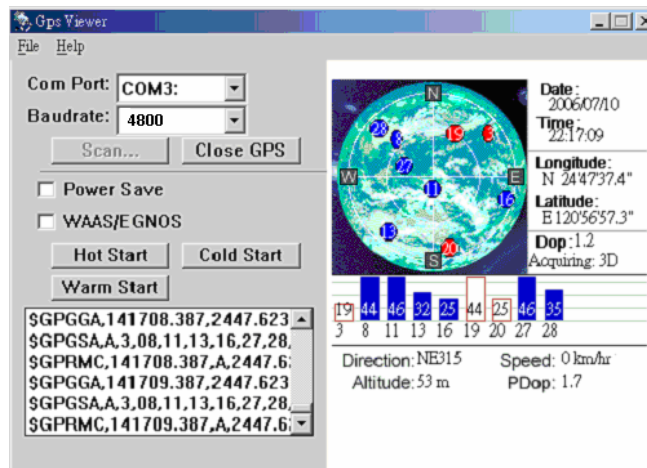 Gps Viewer
File Help
Com Port: COM3:
Baudrate: 4800
Scan... Close GPS
Power Save
WAAS/EGNOS
Hot Start Cold Start
Warm Start
$GPGGA,141708.387,2447.623
$GPGSA,A,3,08,11,13,16,27,28,
$GPRMC,141708.387,A,2447.6
$GPGGA,141709.387,2447.623
$GPGSA,A,3,08,11,13,16,27,28,
$GPRMC,141709.387,A,2447.6
N
28 8 19 3
27
W E
11
16
13
20
S
Date:
2006/07/10
Time:
22:17:09
Longitude:
N 24°47'37.4"
Latitude:
E 120°56'57.3"
Dop:1.2
Acquiring: 3D
19 44 46 32 25 44 25 46 35
3 8 11 13 16 19 20 27 28
Direction: NE315 Speed: 0 km/hr
Altitude: 53 m PDop: 1.7